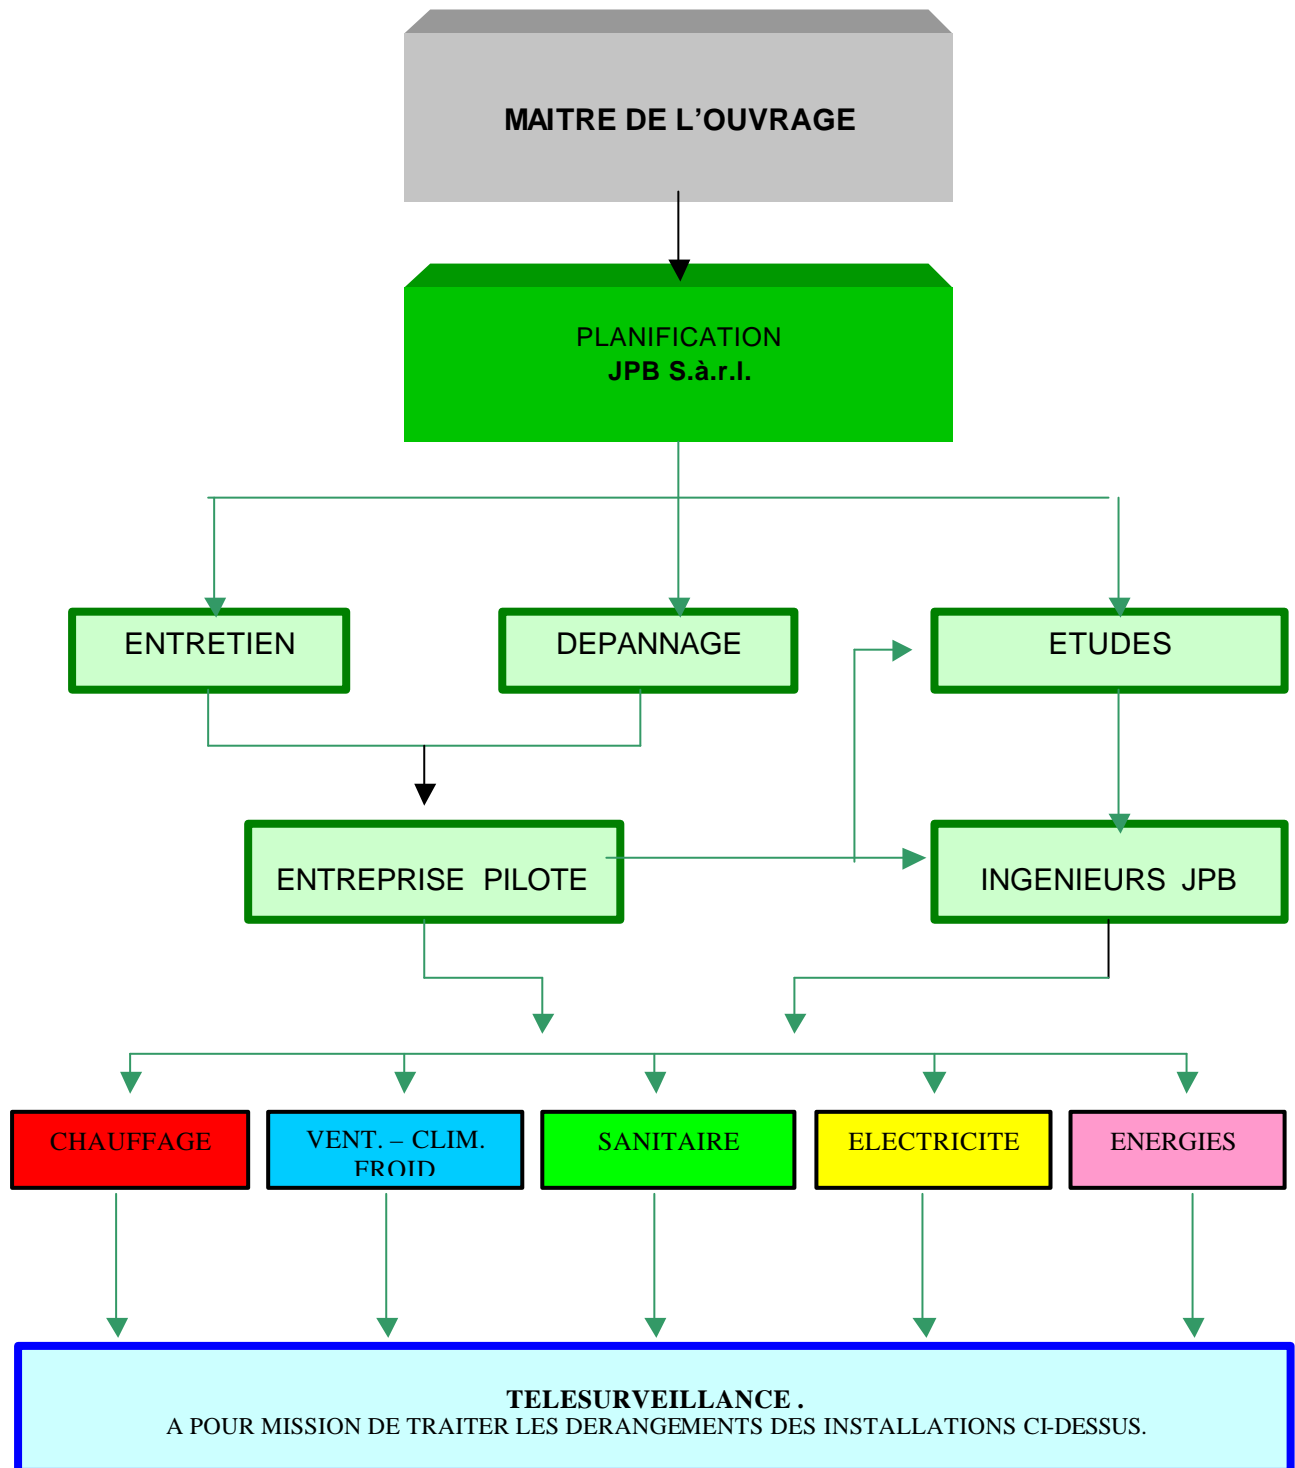 MAITRE DE L’OUVRAGE
PLANIFICATION
JPB S.à.r.l.
ENTRETIEN
DEPANNAGE
ETUDES
ENTREPRISE PILOTE
INGENIEURS JPB
CHAUFFAGE
VENT. – CLIM.
FROID
SANITAIRE
ELECTRICITE
ENERGIES
TELESURVEILLANCE .
A POUR MISSION DE TRAITER LES DERANGEMENTS DES INSTALLATIONS CI-DESSUS.